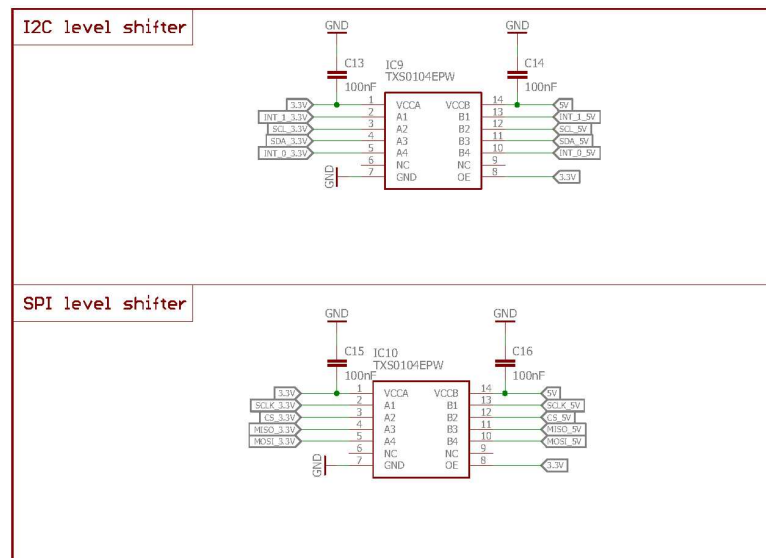 I2C level shifter
GND
GND
C13
100nF
IC9
TXS0104EPW
C14
100nF
3.3V 1 VCCA VCCB 14 5V
INT_1_3.3V 2 A1 B1 13 INT_1_5V
SCL_3.3V 3 A2 B2 12 SCL_5V
SDA_3.3V 4 A3 B3 11 SDA_5V
INT_0_3.3V 5 A4 B4 10 INT_0_5V
6 NC NC 9
GND 7 GND OE 8 3.3V
SPI level shifter
GND
GND
C15
100nF
IC10
TXS0104EPW
C16
100nF
3.3V 1 VCCA VCCB 14 5V
SCLK_3.3V 2 A1 B1 13 SCLK_5V
CS_3.3V 3 A2 B2 12 CS_5V
MISO_3.3V 4 A3 B3 11 MISO_5V
MOSI_3.3V 5 A4 B4 10 MOSI_5V
6 NC NC 9
GND 7 GND OE 8 3.3V